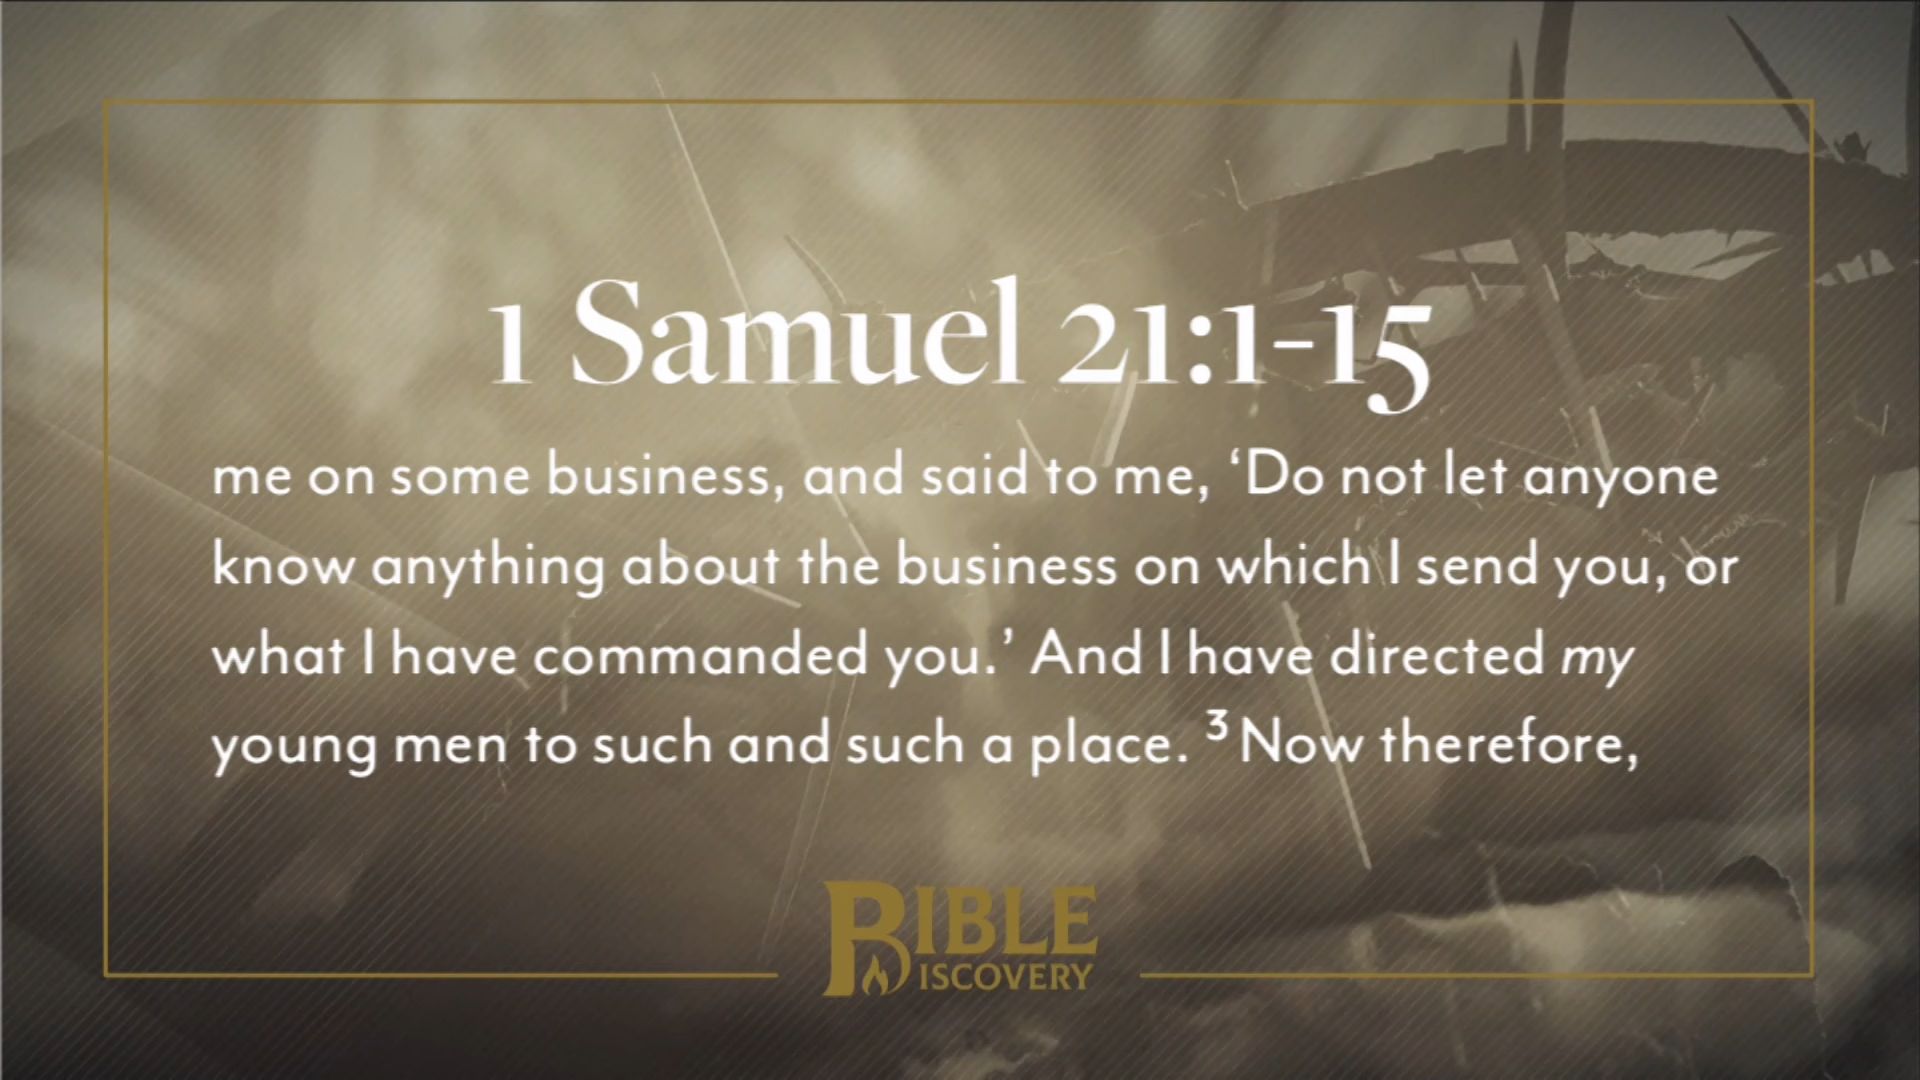 1 Samuel 21:1-15
me on some business, and said to me, ‘Do not let anyone
know anything about the business on which I send you, or
what I have commanded you.’ And I have directed my
young men to such and such a place. ³ Now therefore,
BIBLE
DISCOVERY